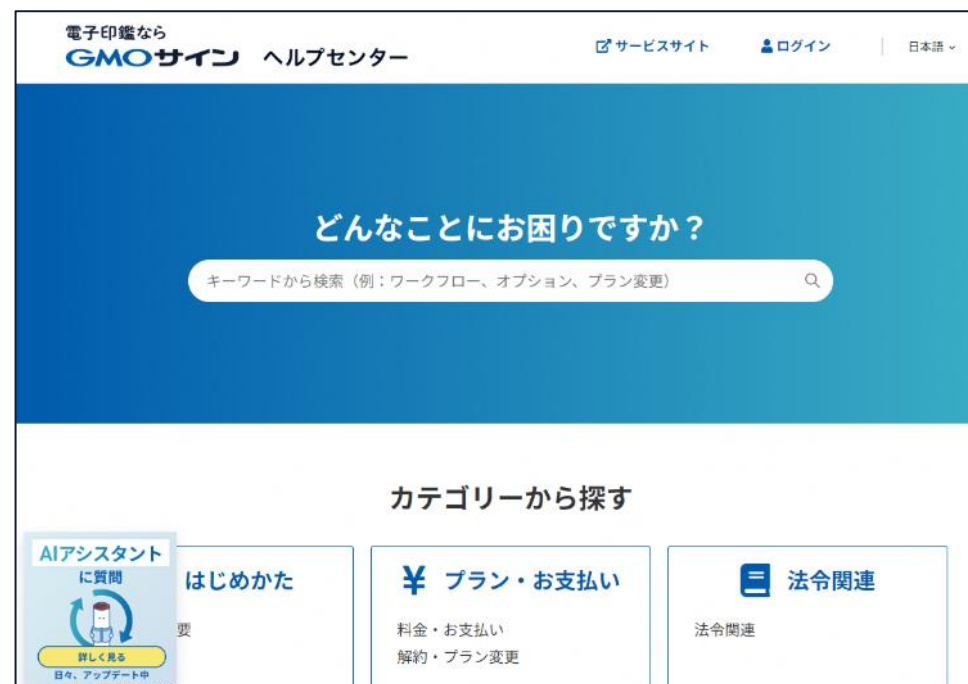 電子印鑑なら
GMOサイン ヘルプセンター
サービスサイト
ログイン
日本語
どんなことにお困りですか？
キーワードから検索（例：ワークフロー、オプション、プラン変更）
カテゴリーから探す
AIアシスタント
に質問
詳しく見る
日々、アップデート中
はじめかた
要
プラン・お支払い
料金・お支払い
解約・プラン変更
法令関連
法令関連